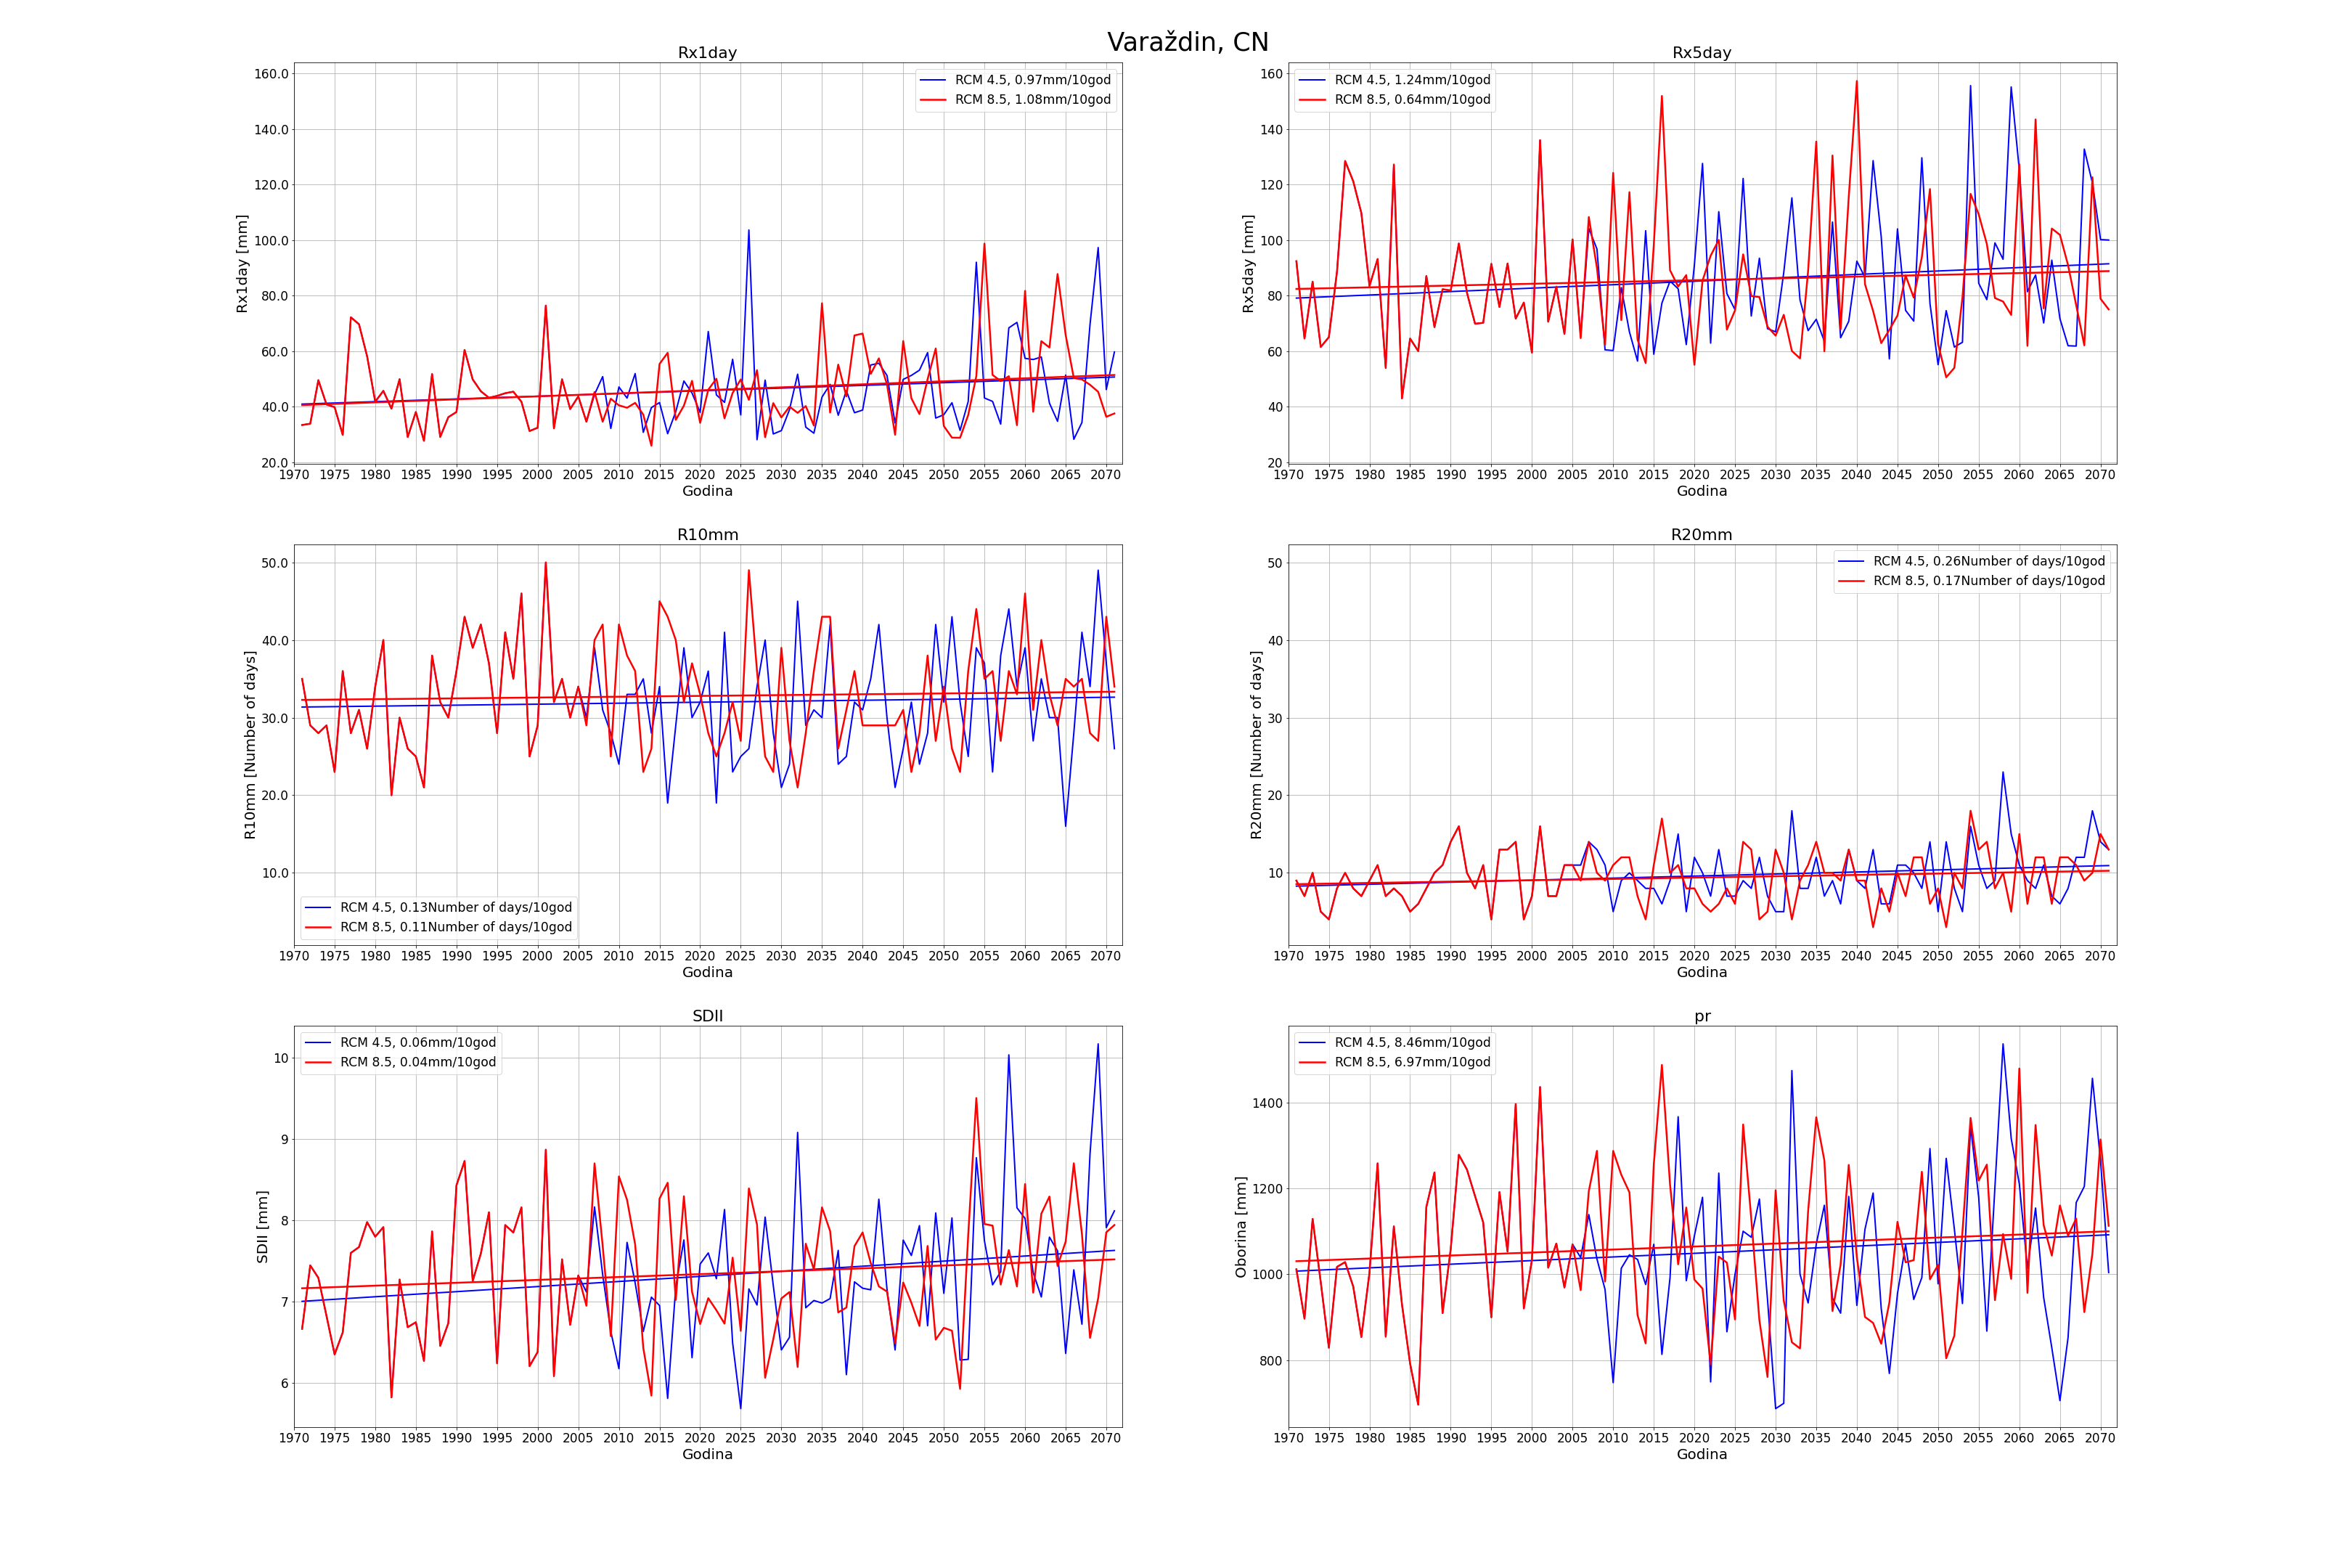 Varaždin, CN
Rx1day
RCM 4.5, 0.97mm/10god
RCM 8.5, 1.08mm/10god
Rx1day [mm]
160.0
140.0
120.0
100.0
80.0
60.0
40.0
20.0
1970 1975 1980 1985 1990 1995 2000 2005 2010 2015 2020 2025 2030 2035 2040 2045 2050 2055 2060 2065 2070
Godina
Rx5day
RCM 4.5, 1.24mm/10god
RCM 8.5, 0.64mm/10god
Rx5day [mm]
160
140
120
100
80
60
40
20
1970 1975 1980 1985 1990 1995 2000 2005 2010 2015 2020 2025 2030 2035 2040 2045 2050 2055 2060 2065 2070
Godina
R10mm
R10mm [Number of days]
50.0
40.0
30.0
20.0
10.0
RCM 4.5, 0.13Number of days/10god
RCM 8.5, 0.11Number of days/10god
1970 1975 1980 1985 1990 1995 2000 2005 2010 2015 2020 2025 2030 2035 2040 2045 2050 2055 2060 2065 2070
Godina
R20mm
RCM 4.5, 0.26Number of days/10god
RCM 8.5, 0.17Number of days/10god
R20mm [Number of days]
50
40
30
20
10
1970 1975 1980 1985 1990 1995 2000 2005 2010 2015 2020 2025 2030 2035 2040 2045 2050 2055 2060 2065 2070
Godina
SDII
RCM 4.5, 0.06mm/10god
RCM 8.5, 0.04mm/10god
SDII [mm]
10
9
8
7
6
1970 1975 1980 1985 1990 1995 2000 2005 2010 2015 2020 2025 2030 2035 2040 2045 2050 2055 2060 2065 2070
Godina
pr
RCM 4.5, 8.46mm/10god
RCM 8.5, 6.97mm/10god
Oborina [mm]
1400
1200
1000
800
1970 1975 1980 1985 1990 1995 2000 2005 2010 2015 2020 2025 2030 2035 2040 2045 2050 2055 2060 2065 2070
Godina